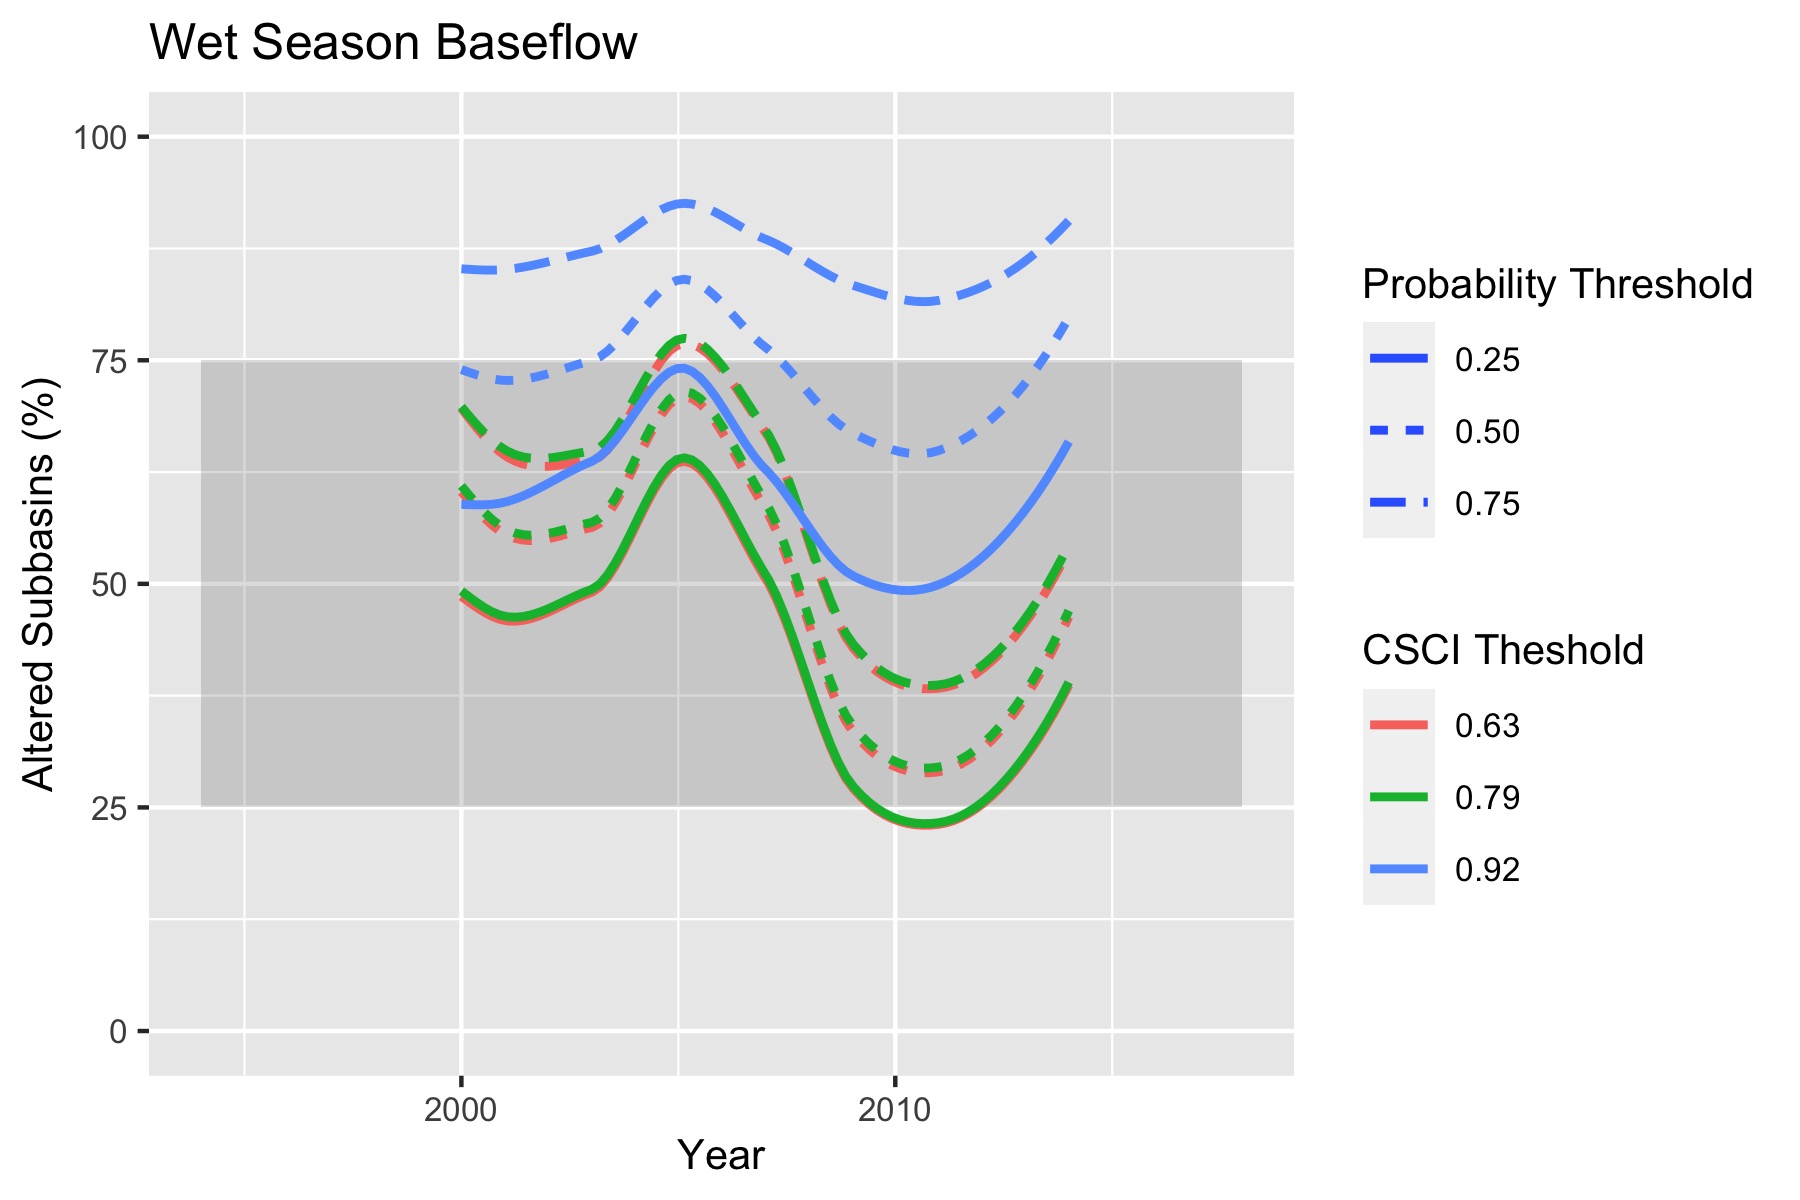 Wet Season Baseflow
Altered Subbasins (%)
100
75
50
25
0
2000
2010
Year
Probability Threshold
0.25
0.50
0.75
CSCI Theshold
0.63
0.79
0.92